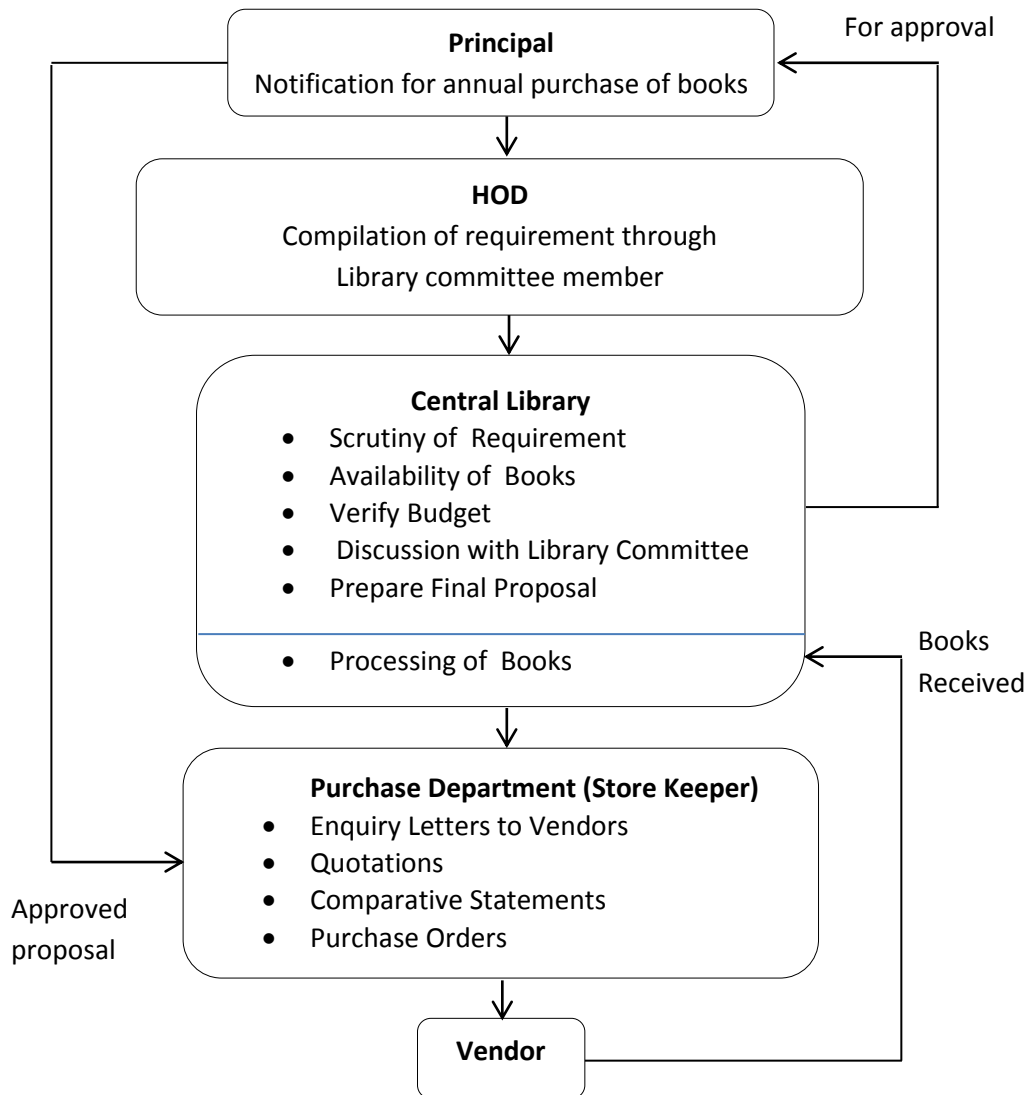 Principal
Notification for annual purchase of books
For approval
HOD
Compilation of requirement through
Library committee member
Central Library
• Scrutiny of Requirement
• Availability of Books
• Verify Budget
• Discussion with Library Committee
• Prepare Final Proposal
• Processing of Books
Books
Received
Purchase Department (Store Keeper)
• Enquiry Letters to Vendors
• Quotations
• Comparative Statements
• Purchase Orders
Approved
proposal
Vendor